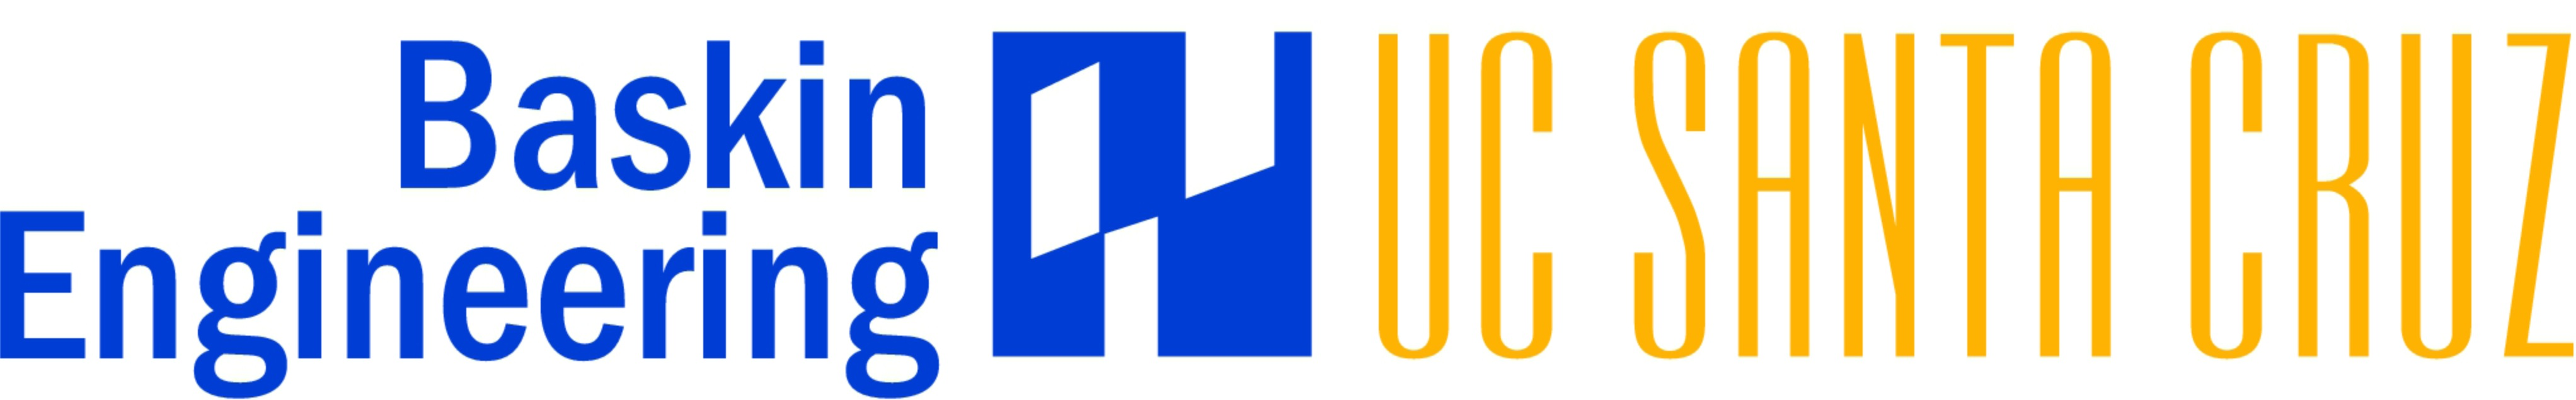 Baskin
Engineering
UC SANTA CRUZ